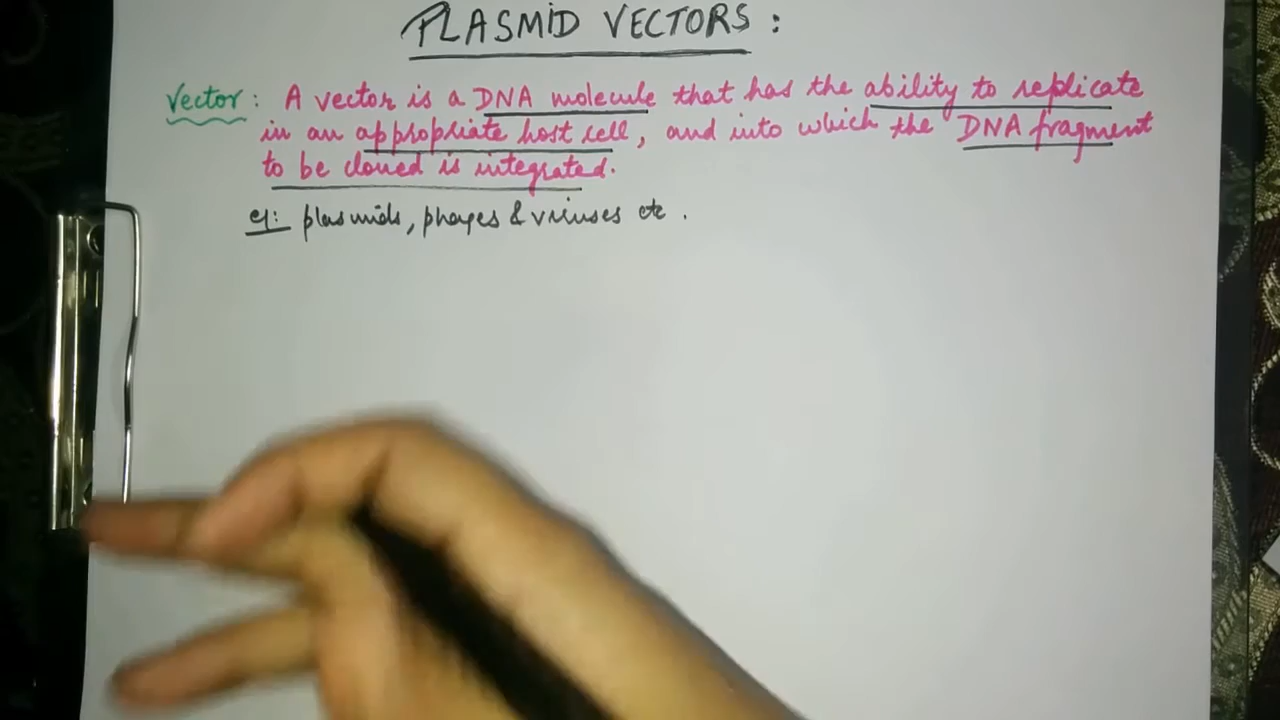 PLASMID VECTORS :
Vector : A vector is a DNA molecule that has the ability to replicate
in an appropriate host cell, and into which the DNA fragment
to be cloned is integrated.
eg: plasmids, phages & viruses etc .